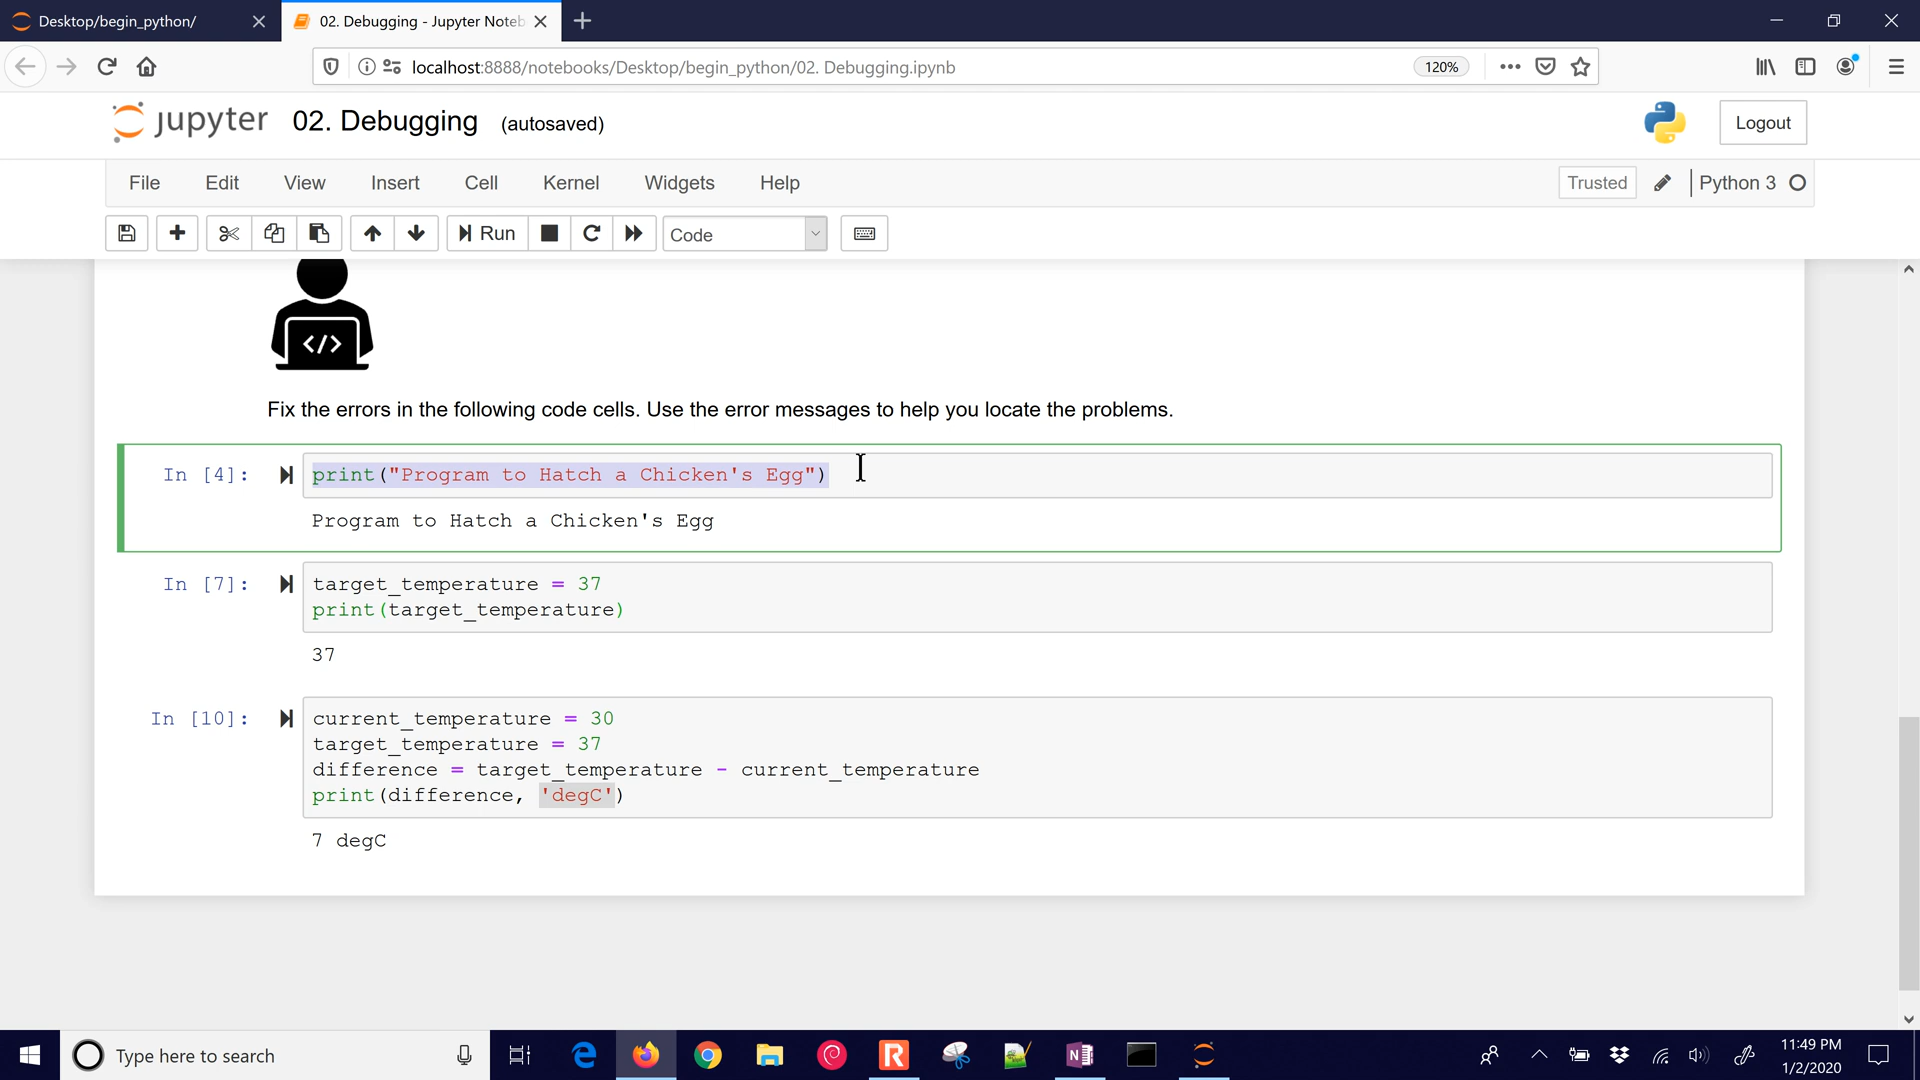 Desktop/begin_python/
02. Debugging - Jupyter Noteb
localhost:8888/notebooks/Desktop/begin_python/02. Debugging.ipynb
120%
jupyter 02. Debugging (autosaved)
Logout
File Edit View Insert Cell Kernel Widgets Help
Trusted
Python 3
Run
Code
</>
Fix the errors in the following code cells. Use the error messages to help you locate the problems.
In [4]: print("Program to Hatch a Chicken's Egg")
Program to Hatch a Chicken's Egg
In [7]: target_temperature = 37
print(target_temperature)
37
In [10]: current_temperature = 30
target_temperature = 37
difference = target_temperature - current_temperature
print(difference, 'degC')
7 degC
Type here to search
11:49 PM
1/2/2020